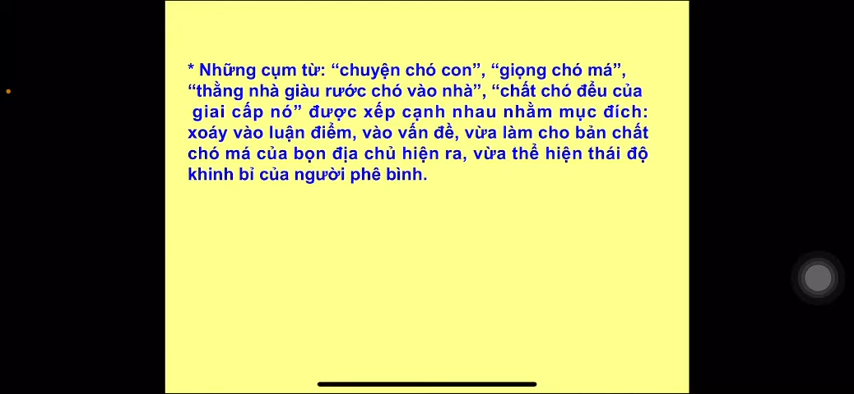 * Những cụm từ: “chuyện chó con”, “giọng chó má”,
“thằng nhà giàu rước chó vào nhà”, “chất chó đểu của
giai cấp nó” được xếp cạnh nhau nhằm mục đích:
xoáy vào luận điểm, vào vấn đề, vừa làm cho bản chất
chó má của bọn địa chủ hiện ra, vừa thể hiện thái độ
khinh bỉ của người phê bình.